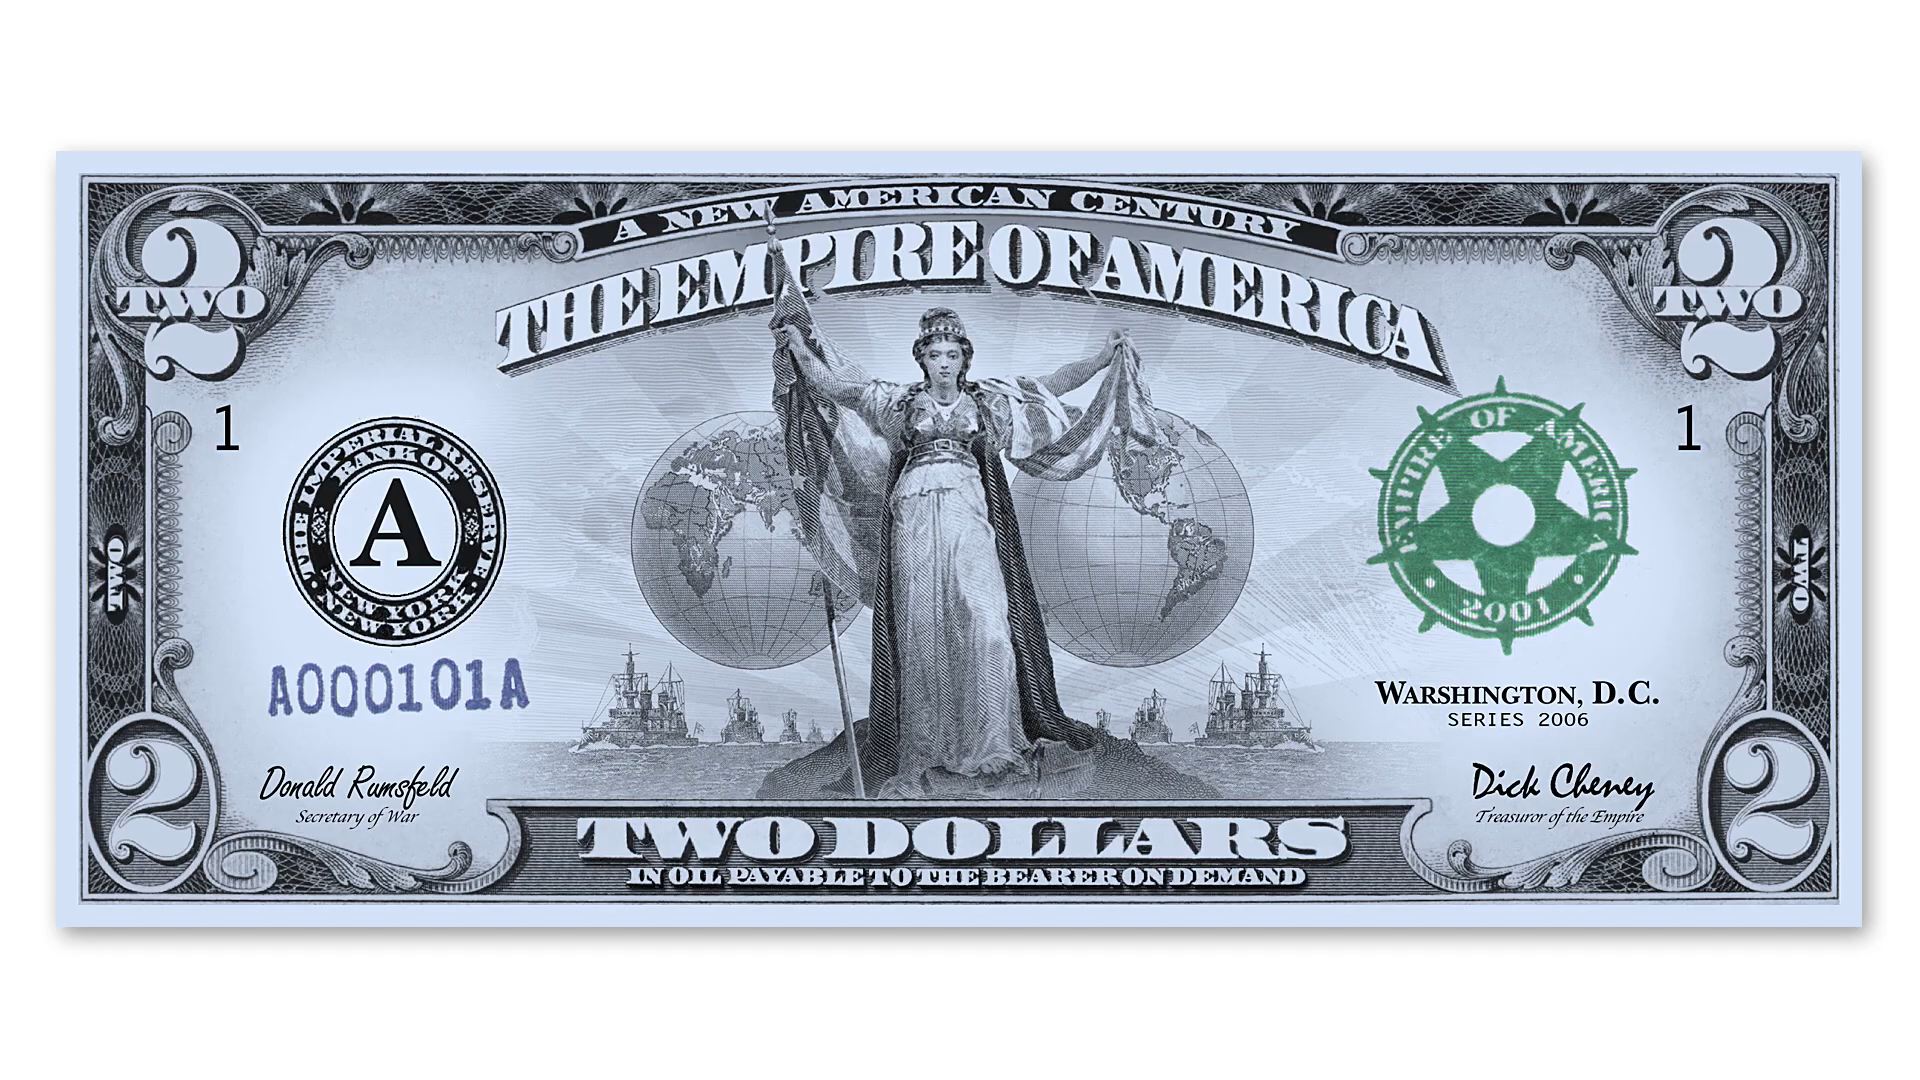 A NEW AMERICAN CENTURY
THE EMPIRE OF AMERICA
2
TWO
2
TWO
1
1
THE IMPERIAL RESERVE
BANK OF
NEW YORK
NEW YORK
A
EMPIRE OF AMERICA
2001
A000101A
WARSHINGTON, D.C.
SERIES 2006
TWO
TWO
Donald Rumsfeld
Secretary of War
Dick Cheney
Treasuror of the Empire
2
2
TWO DOLLARS
IN OIL PAYABLE TO THE BEARER ON DEMAND